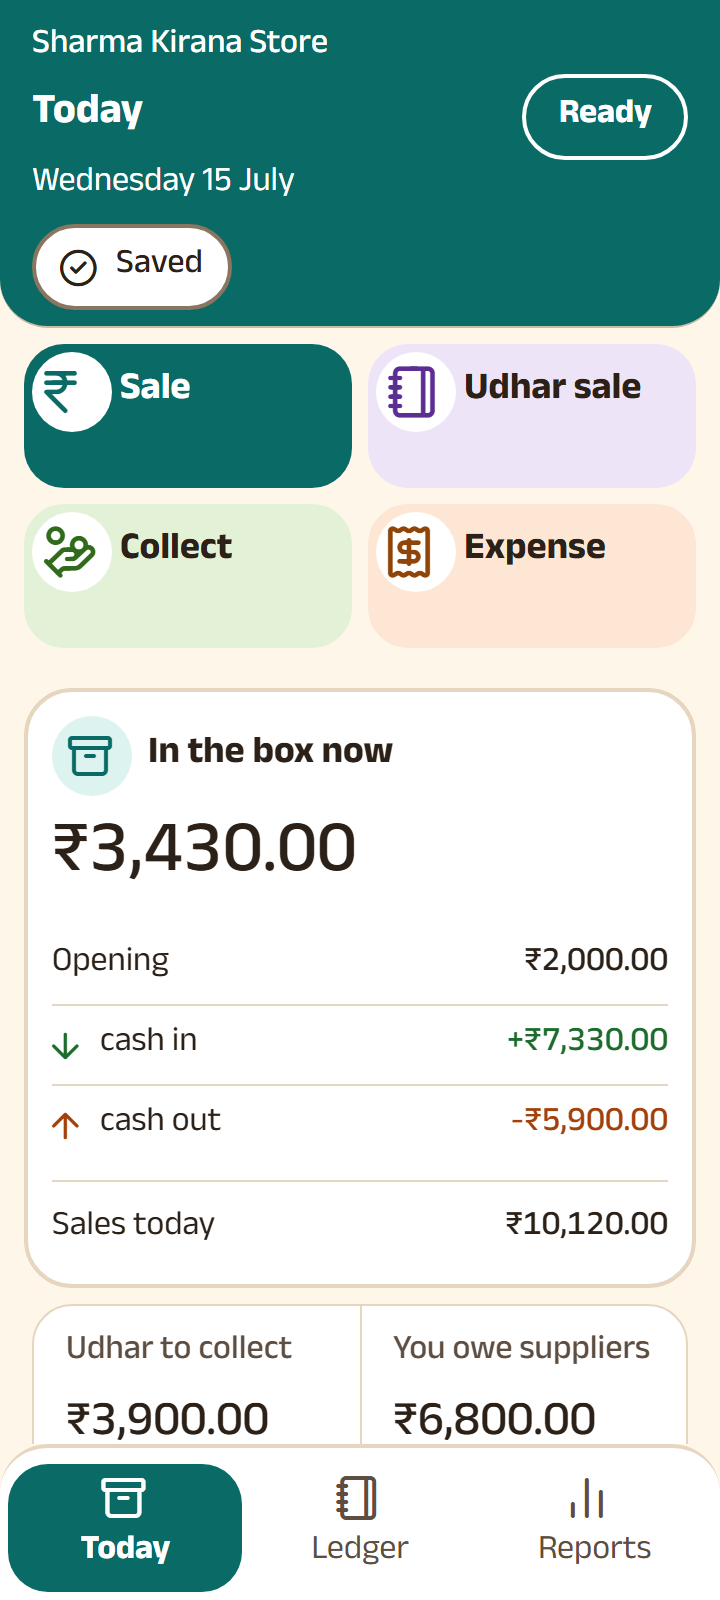 Sharma Kirana Store
Today
Ready
Wednesday 15 July
Saved
Sale
Udhar sale
Collect
Expense
In the box now
₹3,430.00
Opening ₹2,000.00
cash in +₹7,330.00
cash out -₹5,900.00
Sales today ₹10,120.00
Udhar to collect You owe suppliers
₹3,900.00 ₹6,800.00
Today Ledger Reports